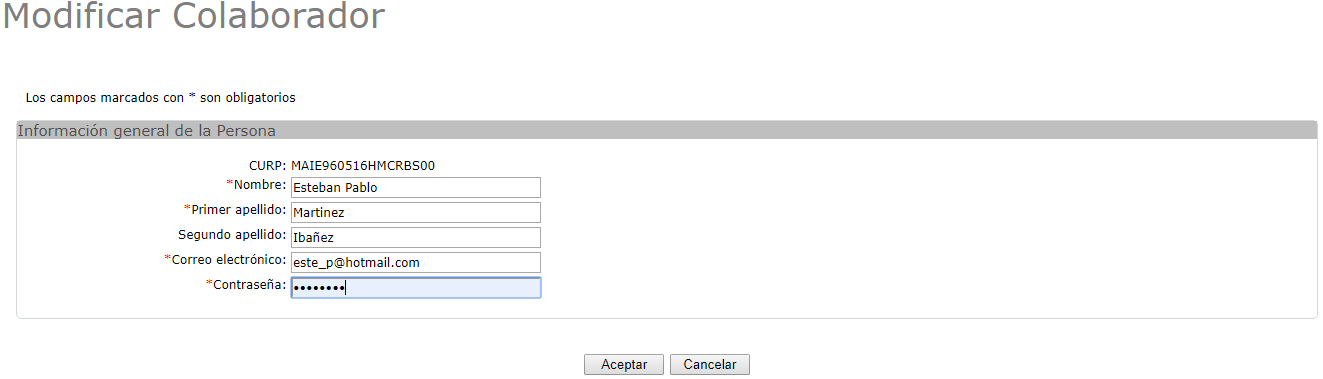 Modificar Colaborador
Los campos marcados con * son obligatorios
Información general de la Persona
CURP: MAIE960516HMCRBS00
*Nombre: Esteban Pablo
*Primer apellido: Martinez
Segundo apellido: Ibañez
*Correo electrónico: este_p@hotmail.com
*Contraseña: ••••••••
Aceptar Cancelar